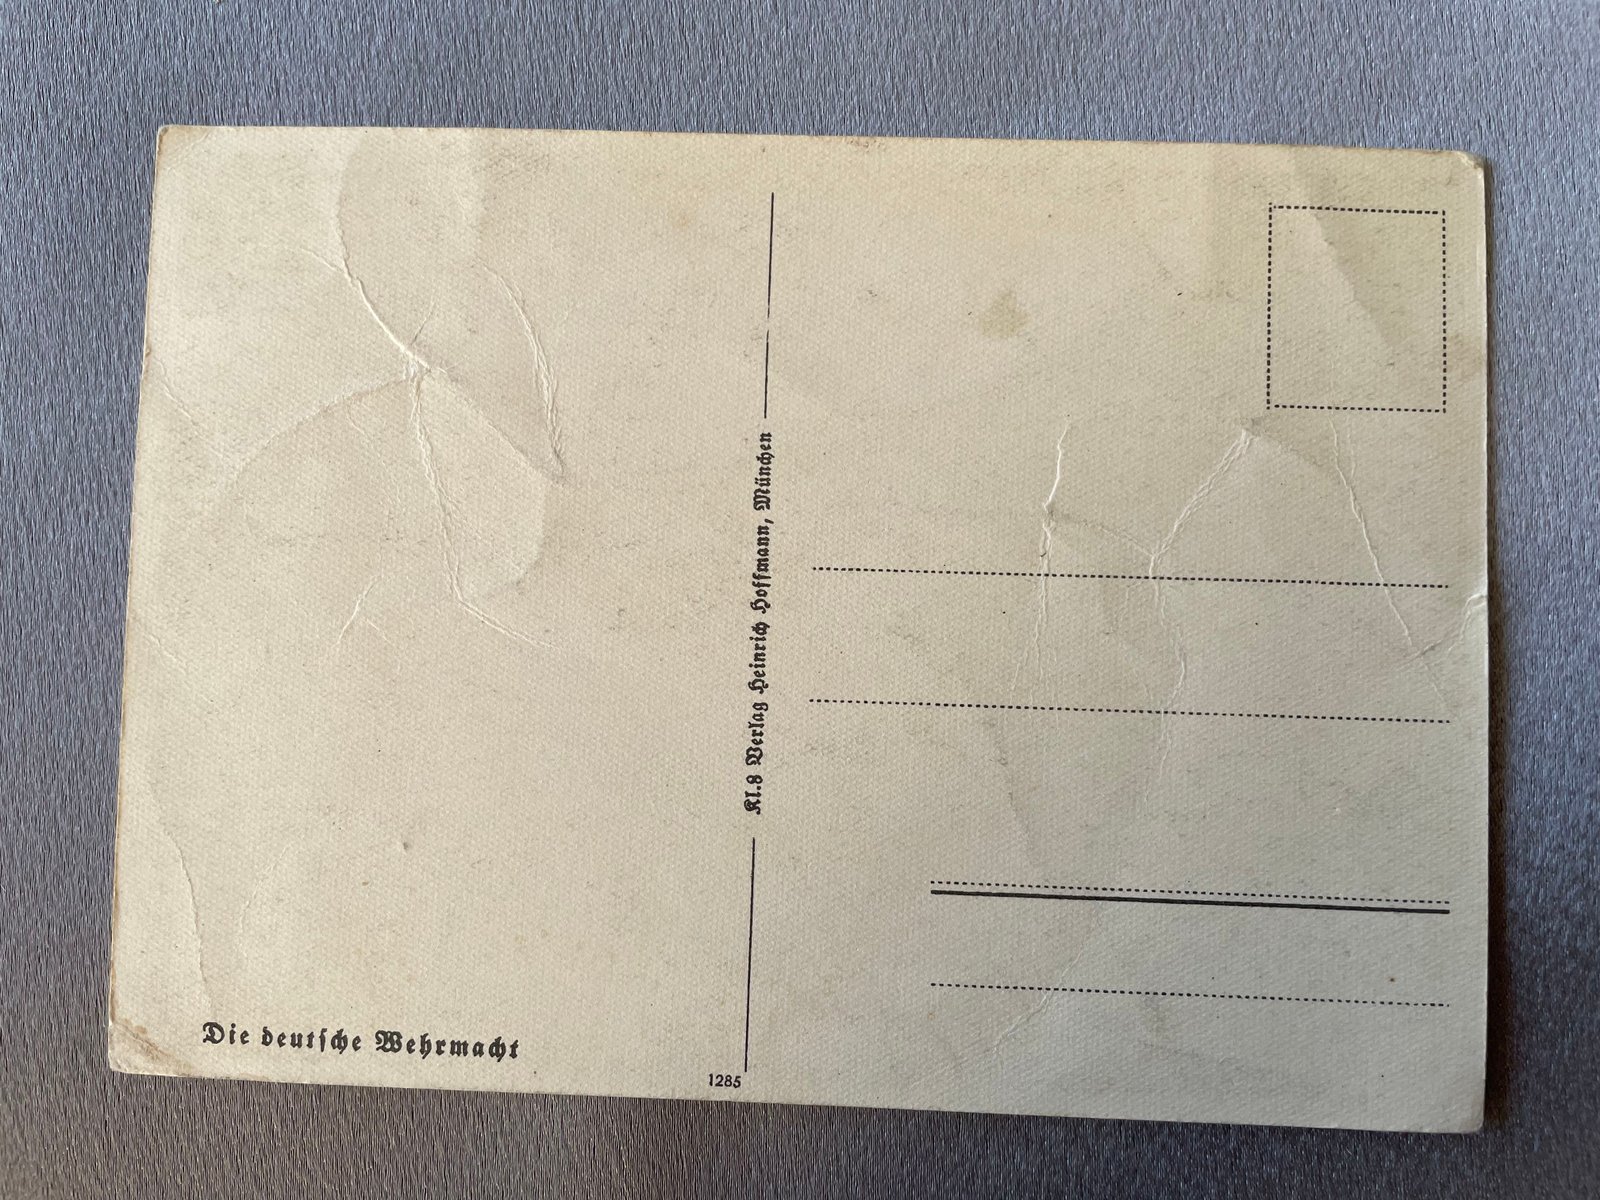 Kl.8 Verlag Heinrich Hoffmann, München
Die deutsche Wehrmacht
1285